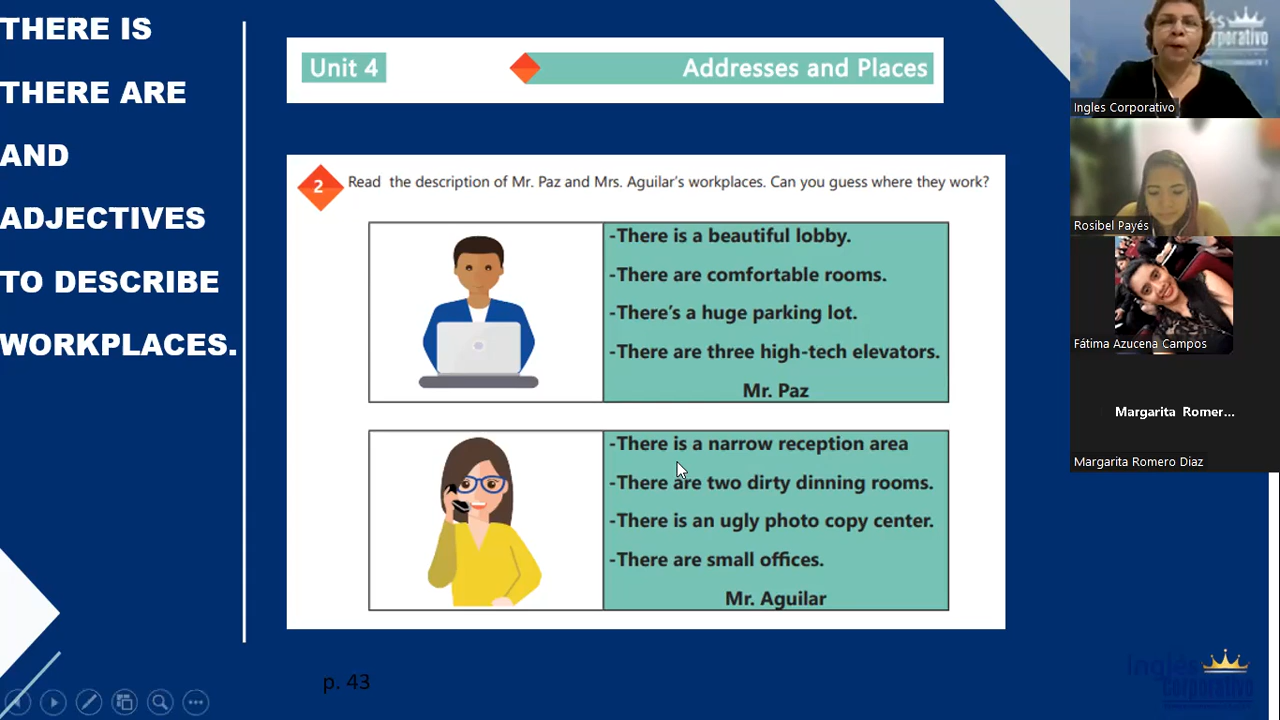 THERE IS
THERE ARE
AND
ADJECTIVES
TO DESCRIBE
WORKPLACES.
Unit 4
Addresses and Places
2
Read the description of Mr. Paz and Mrs. Aguilar's workplaces. Can you guess where they work?
-There is a beautiful lobby.
-There are comfortable rooms.
-There's a huge parking lot.
-There are three high-tech elevators.
Mr. Paz
-There is a narrow reception area
-There are two dirty dinning rooms.
-There is an ugly photo copy center.
-There are small offices.
Mr. Aguilar
p. 43
Ingles Corporativo
Rosibel Payés
Fátima Azucena Campos
Margarita Romer...
Margarita Romero Diaz
Inglés
Corporativo